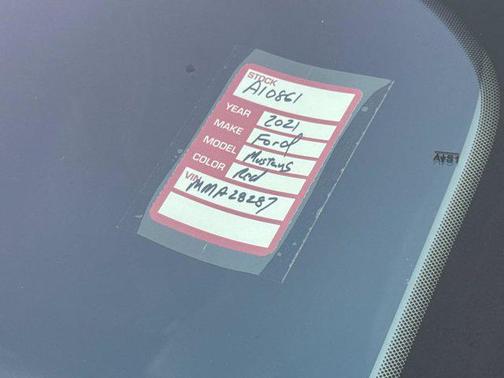 STOCK
A10861
YEAR 2021
MAKE Ford
MODEL Mustang
COLOR Red
VIN MMA28287